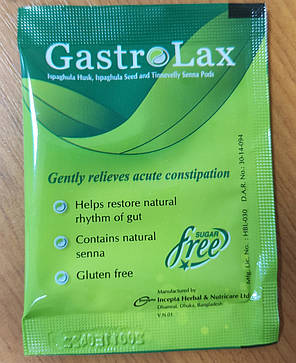 GastroLax
Ispaghula Husk, Ispaghula Seed and Tinnevelly Senna Pods
Gently relieves acute constipation
Helps restore natural
rhythm of gut
Contains natural
senna
Gluten free
SUGAR
free
Manufactured by
Incepta Herbal & Nutricare Ltd
Dhamrai, Dhaka, Bangladesh
V.N.01
Mfg. Lic. No. : HBL-030 D.A.R. No.: 30-14-094